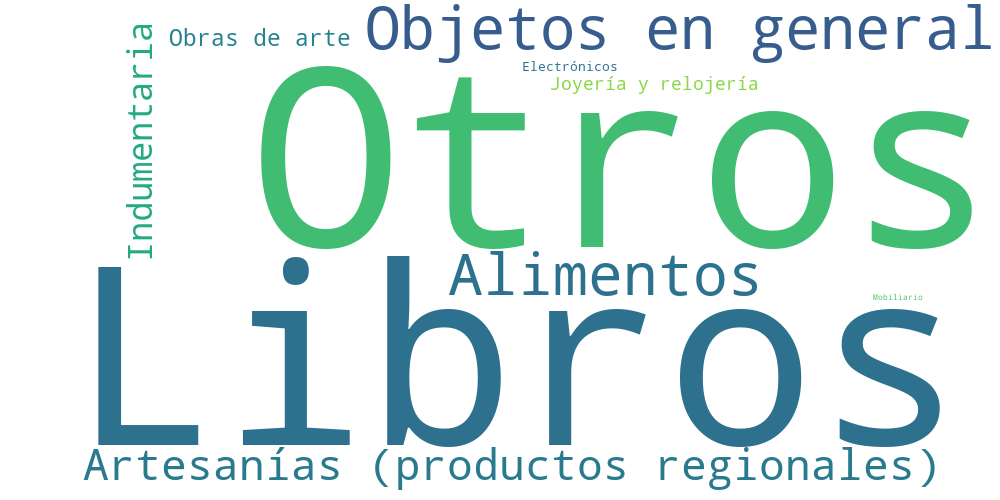 Objetos en general
Obras de arte
Indumentaria
Electrónicos
Joyería y relojería
Otros
Alimentos
Mobiliario
Libros
Artesanías (productos regionales)